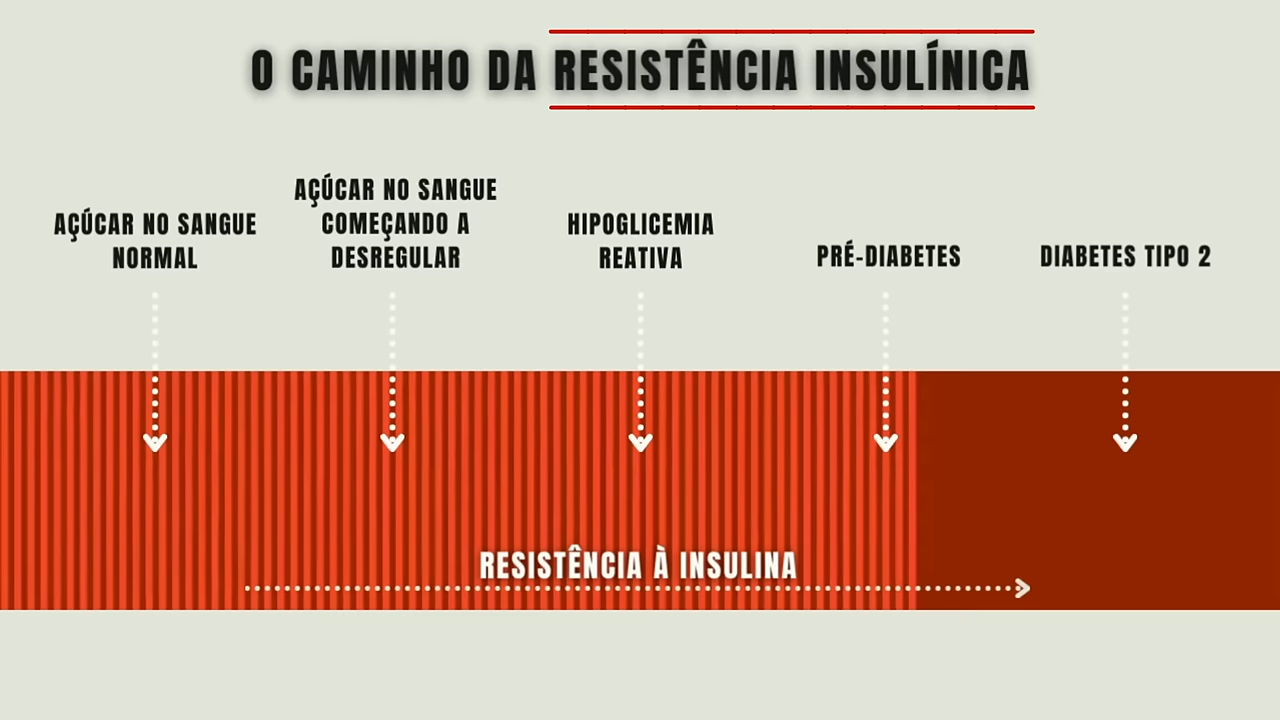 O CAMINHO DA RESISTÊNCIA INSULÍNICA
AÇÚCAR NO SANGUE
NORMAL
AÇÚCAR NO SANGUE
COMEÇANDO A
DESREGULAR
HIPOGLICEMIA
REATIVA
PRÉ-DIABETES
DIABETES TIPO 2
RESISTÊNCIA À INSULINA